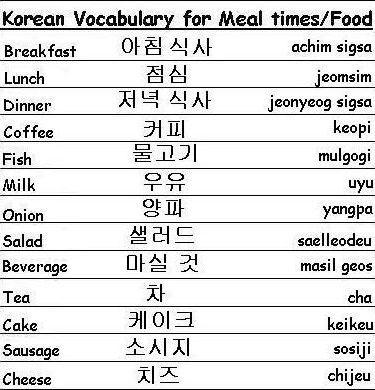 Korean Vocabulary for Meal times/Food
Breakfast 아침 식사 achim sigsa
Lunch 점심 jeomsim
Dinner 저녁 식사 jeonyeog sigsa
Coffee 커피 keopi
Fish 물고기 mulgogi
Milk 우유 uyu
Onion 양파 yangpa
Salad 샐러드 saelleodeu
Beverage 마실 것 masil geos
Tea 차 cha
Cake 케이크 keikeu
Sausage 소시지 sosiji
Cheese 치즈 chijeu